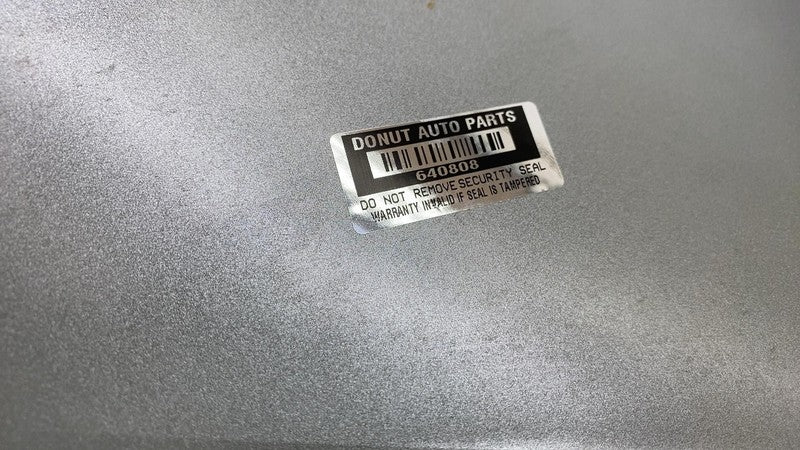 DONUT AUTO PARTS
640808
DO NOT REMOVE SECURITY SEAL
WARRANTY INVALID IF SEAL IS TAMPERED